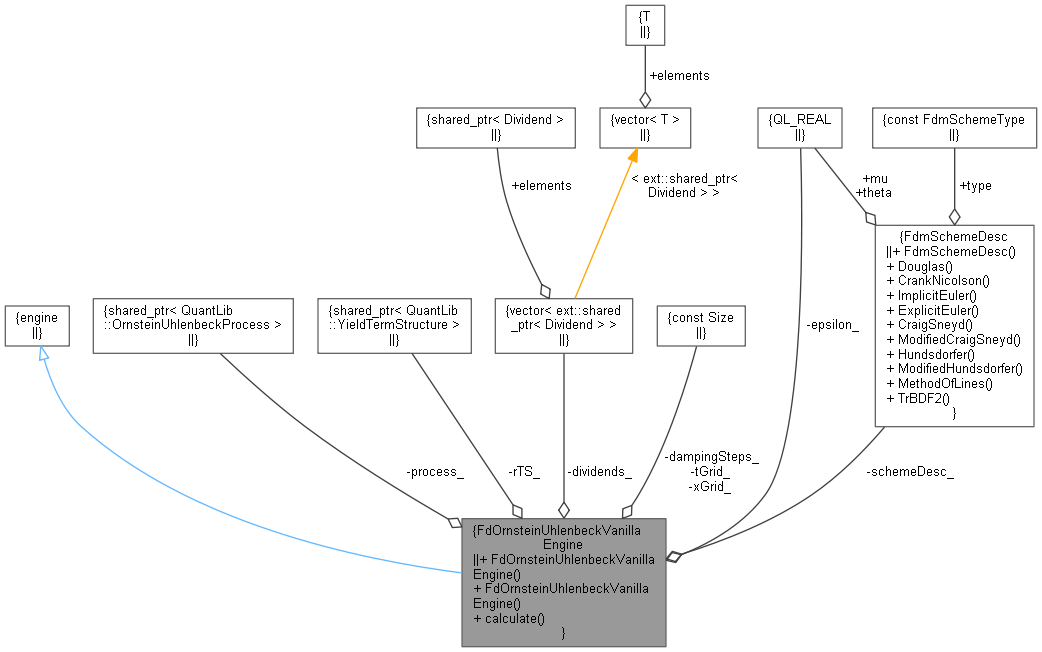 {T
||}
+elements
{shared_ptr< Dividend >
||}
{vector< T >
||}
{QL_REAL
||}
{const FdmSchemeType
||}
+elements
< ext::shared_ptr<
Dividend > >
+mu
+theta
+type
{FdmSchemeDesc
||+ FdmSchemeDesc()
+ Douglas()
+ CrankNicolson()
+ ImplicitEuler()
+ ExplicitEuler()
+ CraigSneyd()
+ ModifiedCraigSneyd()
+ Hundsdorfer()
+ ModifiedHundsdorfer()
+ MethodOfLines()
+ TrBDF2()
}
{engine
||}
{shared_ptr< QuantLib
::OrnsteinUhlenbeckProcess >
||}
{shared_ptr< QuantLib
::YieldTermStructure >
||}
{vector< ext::shared
_ptr< Dividend > >
||}
{const Size
||}
-epsilon_
-process_
-rTS_
-dividends_
-dampingSteps_
-tGrid_
-xGrid_
-schemeDesc_
{FdOrnsteinUhlenbeckVanilla
Engine
||+ FdOrnsteinUhlenbeckVanilla
Engine()
+ FdOrnsteinUhlenbeckVanilla
Engine()
+ calculate()
}